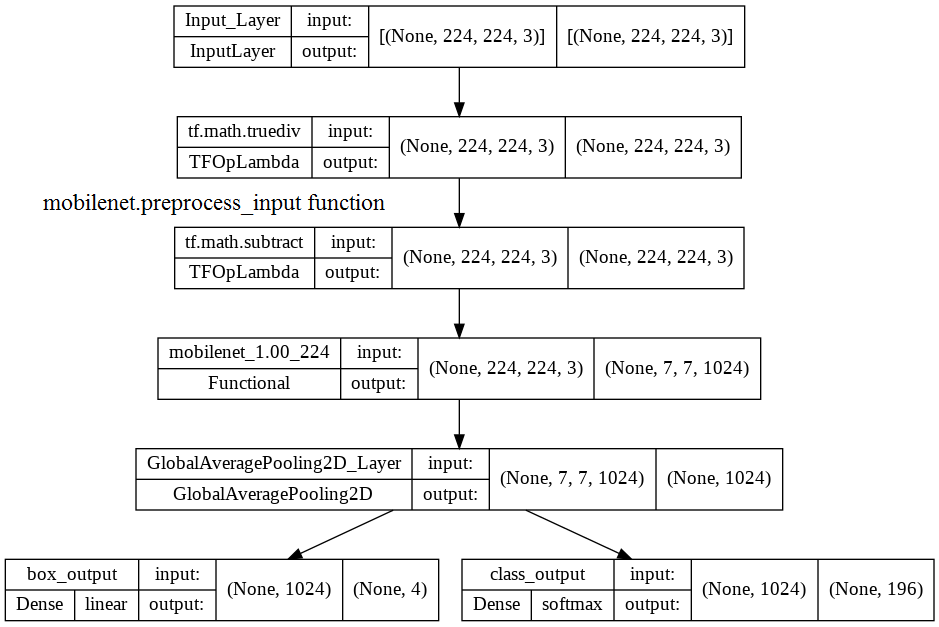 Input_Layer input: [(None, 224, 224, 3)] [(None, 224, 224, 3)]
InputLayer output:
tf.math.truediv input: (None, 224, 224, 3) (None, 224, 224, 3)
TFOpLambda output:
mobilenet.preprocess_input function
tf.math.subtract input: (None, 224, 224, 3) (None, 224, 224, 3)
TFOpLambda output:
mobilenet_1.00_224 input: (None, 224, 224, 3) (None, 7, 7, 1024)
Functional output:
GlobalAveragePooling2D_Layer input: (None, 7, 7, 1024) (None, 1024)
GlobalAveragePooling2D output:
box_output input: (None, 1024) (None, 4)
Dense linear output:
class_output input: (None, 1024) (None, 196)
Dense softmax output: